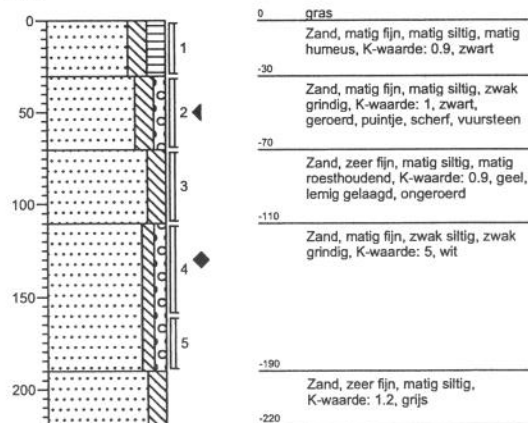 0
50
100
150
200
1
2
3
4
5
0 gras
Zand, matig fijn, matig siltig, matig
humeus, K-waarde: 0.9, zwart
-30
Zand, matig fijn, matig siltig, zwak
grindig, K-waarde: 1, zwart,
geroerd, puintje, scherf, vuursteen
-70
Zand, zeer fijn, matig siltig, matig
roesthoudend, K-waarde: 0.9, geel,
lemig gelaagd, ongeroerd
-110
Zand, matig fijn, zwak siltig, zwak
grindig, K-waarde: 5, wit
-190
Zand, zeer fijn, matig siltig,
K-waarde: 1.2, grijs
-220